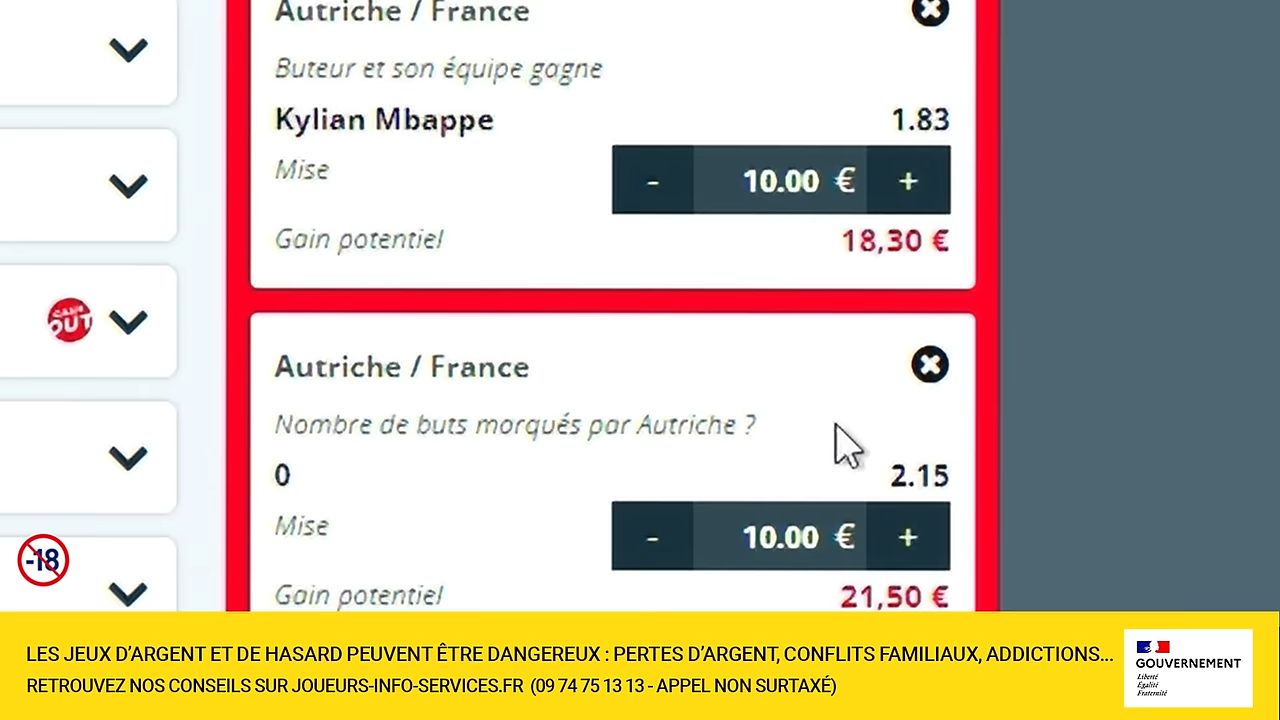 Autriche / France
Buteur et son équipe gagne
Kylian Mbappe 1.83
Mise - 10.00 € +
Gain potentiel 18,30 €
CASH
OUT
Autriche / France
Nombre de buts marqués par Autriche ?
0 2.15
Mise - 10.00 € +
Gain potentiel 21,50 €
-18
LES JEUX D’ARGENT ET DE HASARD PEUVENT ÊTRE DANGEREUX : PERTES D’ARGENT, CONFLITS FAMILIAUX, ADDICTIONS...
RETROUVEZ NOS CONSEILS SUR JOUEURS-INFO-SERVICES.FR (09 74 75 13 13 - APPEL NON SURTAXÉ)
GOUVERNEMENT
Liberté
Égalité
Fraternité